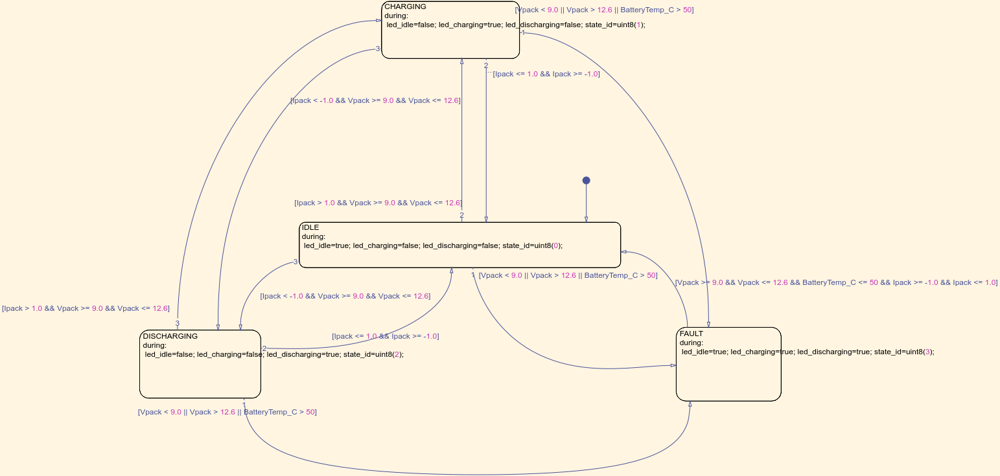 CHARGING
during:
led_idle=false; led_charging=true; led_discharging=false; state_id=uint8(1);
[Vpack < 9.0 || Vpack > 12.6 || BatteryTemp_C > 50]
1
3
2
[Ipack <= 1.0 && Ipack >= -1.0]
[Ipack < -1.0 && Vpack >= 9.0 && Vpack <= 12.6]
[Ipack > 1.0 && Vpack >= 9.0 && Vpack <= 12.6]
2
IDLE
during:
led_idle=true; led_charging=false; led_discharging=false; state_id=uint8(0);
3
1
[Vpack < 9.0 || Vpack > 12.6 || BatteryTemp_C > 50]
[Vpack >= 9.0 && Vpack <= 12.6 && BatteryTemp_C <= 50 && Ipack >= -1.0 && Ipack <= 1.0]
[Ipack < -1.0 && Vpack >= 9.0 && Vpack <= 12.6]
[Ipack > 1.0 && Vpack >= 9.0 && Vpack <= 12.6]
3
DISCHARGING
during:
led_idle=false; led_charging=false; led_discharging=true; state_id=uint8(2);
2
[Ipack <= 1.0 && Ipack >= -1.0]
FAULT
during:
led_idle=true; led_charging=true; led_discharging=true; state_id=uint8(3);
1
[Vpack < 9.0 || Vpack > 12.6 || BatteryTemp_C > 50]